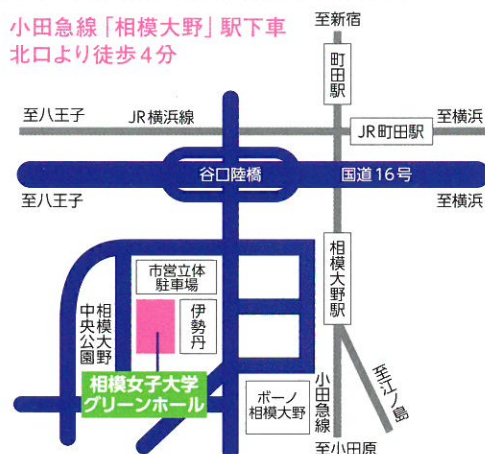 小田急線「相模大野」駅下車
北口より徒歩4分
至新宿
町田駅
至八王子
JR横浜線
JR町田駅
至横浜
谷口陸橋
国道16号
至八王子
至横浜
相模大野駅
市営立体
駐車場
伊勢丹
相模大野
中央公園
相模女子大学
グリーンホール
ボーノ
相模大野
小田急線
至江ノ島
至小田原